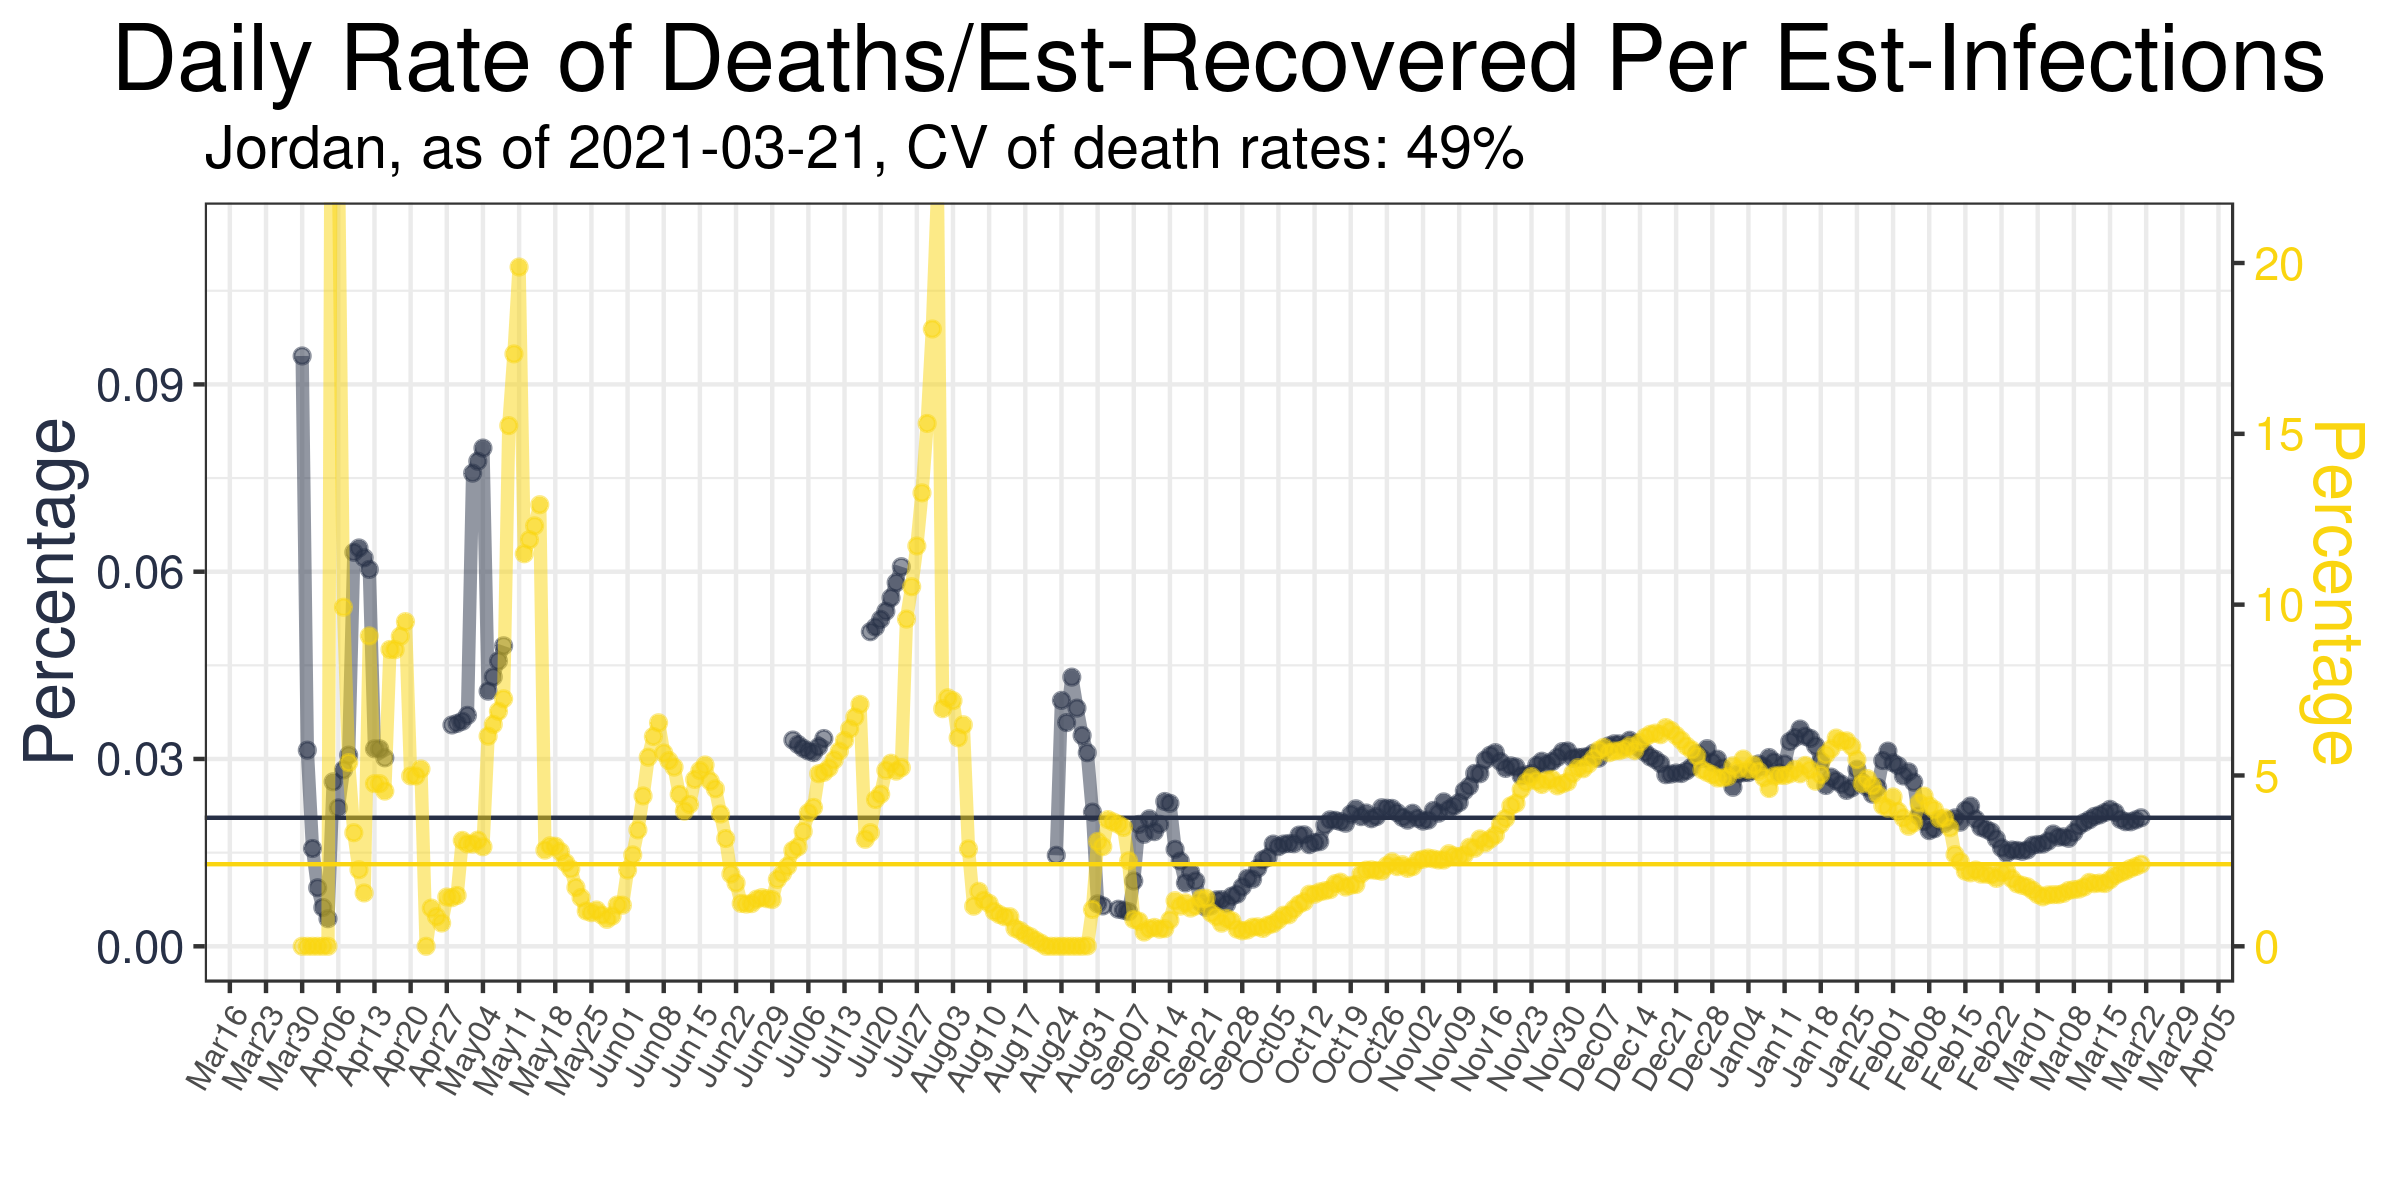 Daily Rate of Deaths/Est-Recovered Per Est-Infections
Jordan, as of 2021-03-21, CV of death rates: 49%
Percentage
0.09
0.06
0.03
0.00
20
15
10
5
0
Percentage
Mar16
Mar23
Mar30
Apr06
Apr13
Apr20
Apr27
May04
May11
May18
May25
Jun01
Jun08
Jun15
Jun22
Jun29
Jul06
Jul13
Jul20
Jul27
Aug03
Aug10
Aug17
Aug24
Aug31
Sep07
Sep14
Sep21
Sep28
Oct05
Oct12
Oct19
Oct26
Nov02
Nov09
Nov16
Nov23
Nov30
Dec07
Dec14
Dec21
Dec28
Jan04
Jan11
Jan18
Jan25
Feb01
Feb08
Feb15
Feb22
Mar01
Mar08
Mar15
Mar22
Mar29
Apr05